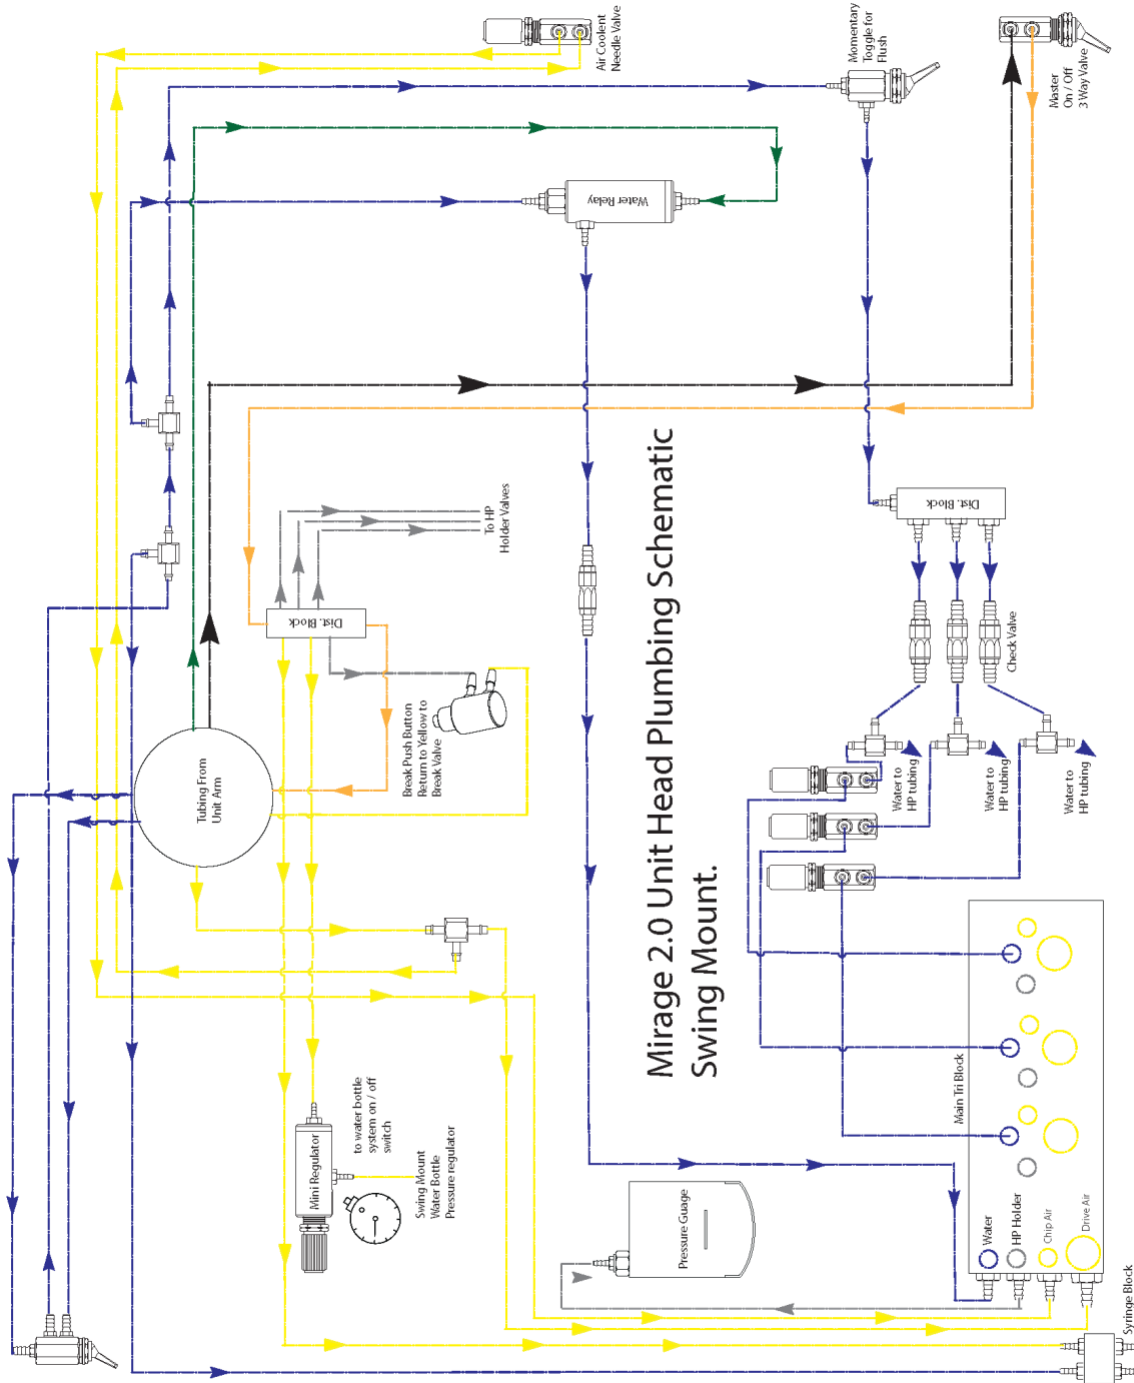 Air Coolent
Needle Valve
Momentary
Toggle for
Flush
Master
On / Off
3 Way Valve
Water Relay
To HP
Holder Valves
Dist. Block
Dist. Block
Tubing From
Unit Arm
Break Push Button
Return to Yellow to
Break Valve
Check Valve
Water to
HP tubing
Water to
HP tubing
Water to
HP tubing
Mirage 2.0 Unit Head Plumbing Schematic
Swing Mount.
Mini Regulator
to water bottle
system on / off
switch
Swing Mount
Water Bottle
Pressure regulator
Pressure Guage
Main Tri Block
Water
HP Holder
Chip Air
Drive Air
Syringe Block